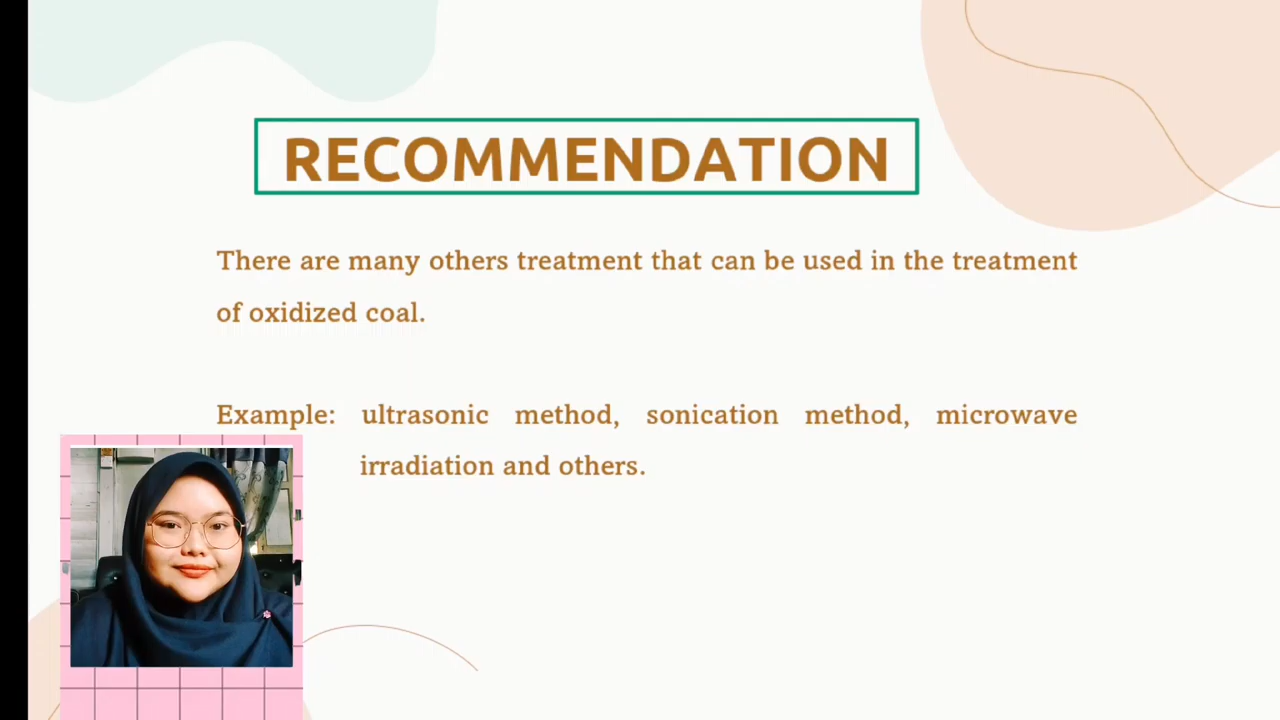 RECOMMENDATION
There are many others treatment that can be used in the treatment
of oxidized coal.
Example: ultrasonic method, sonication method, microwave
irradiation and others.